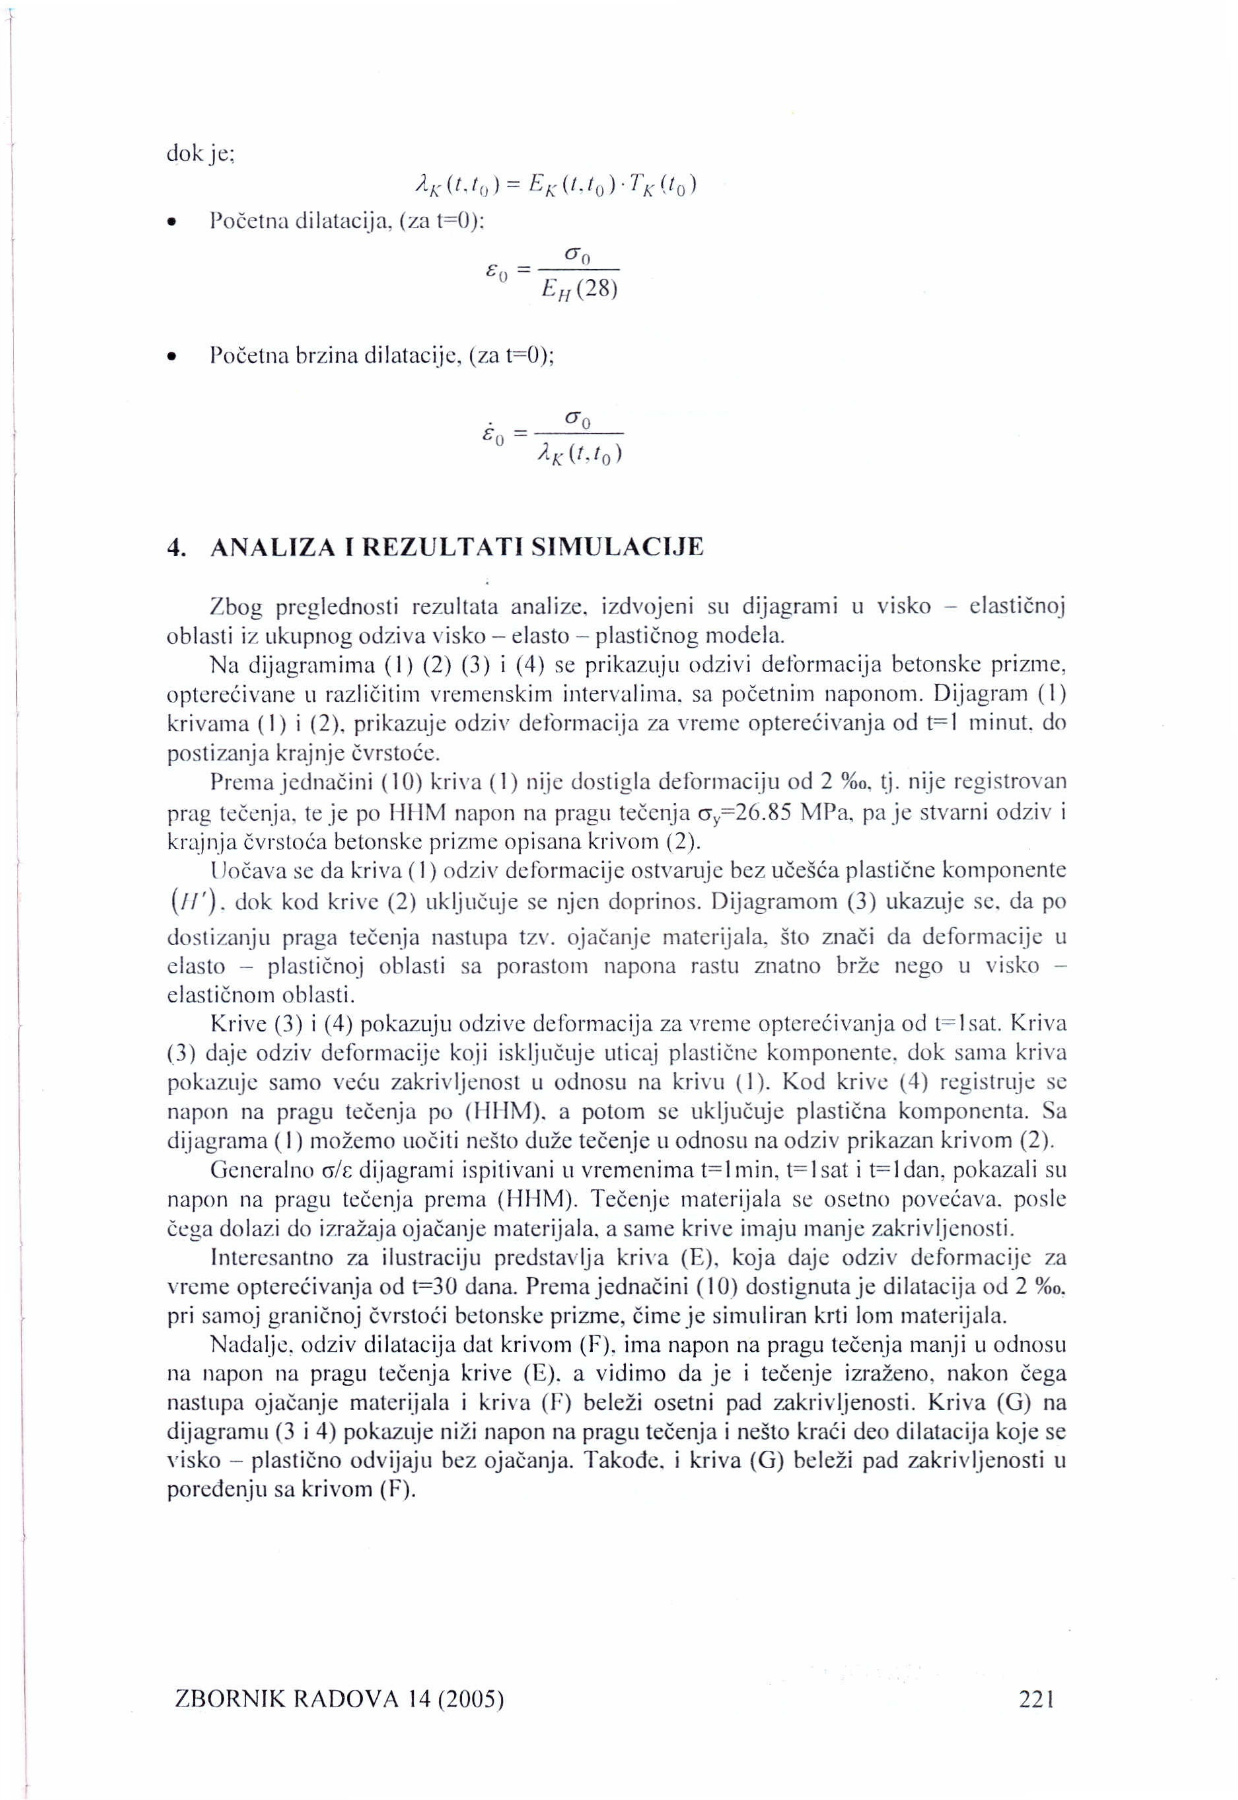 dok je;
λ_K(t,t_0) = E_K(t,t_0)·T_K(t_0)
• Početna dilatacija, (za t=0):
ε_0 = σ_0 / E_H(28)
• Početna brzina dilatacije, (za t=0);
ε̇_0 = σ_0 / λ_K(t,t_0)
4. ANALIZA I REZULTATI SIMULACIJE
Zbog preglednosti rezultata analize, izdvojeni su dijagrami u visko – elastičnoj
oblasti iz ukupnog odziva visko – elasto – plastičnog modela.
Na dijagramima (1) (2) (3) i (4) se prikazuju odzivi deformacija betonske prizme,
opterećivane u različitim vremenskim intervalima, sa početnim naponom. Dijagram (1)
krivama (1) i (2), prikazuje odziv deformacija za vreme opterećivanja od t=1 minut, do
postizanja krajnje čvrstoće.
Prema jednačini (10) kriva (1) nije dostigla deformaciju od 2 ‰, tj. nije registrovan
prag tečenja, te je po HHM napon na pragu tečenja σ_y=26.85 MPa, pa je stvarni odziv i
krajnja čvrstoća betonske prizme opisana krivom (2).
Uočava se da kriva (1) odziv deformacije ostvaruje bez učešća plastične komponente
(H'), dok kod krive (2) uključuje se njen doprinos. Dijagramom (3) ukazuje se, da po
dostizanju praga tečenja nastupa tzv. ojačanje materijala, što znači da deformacije u
elasto – plastičnoj oblasti sa porastom napona rastu znatno brže nego u visko –
elastičnom oblasti.
Krive (3) i (4) pokazuju odzive deformacija za vreme opterećivanja od t=1sat. Kriva
(3) daje odziv deformacije koji isključuje uticaj plastične komponente, dok sama kriva
pokazuje samo veću zakrivljenost u odnosu na krivu (1). Kod krive (4) registruje se
napon na pragu tečenja po (HHM), a potom se uključuje plastična komponenta. Sa
dijagrama (1) možemo uočiti nešto duže tečenje u odnosu na odziv prikazan krivom (2).
Generalno σ/ε dijagrami ispitivani u vremenima t=1min, t=1sat i t=1dan, pokazali su
napon na pragu tečenja prema (HHM). Tečenje materijala se osetno povećava, posle
čega dolazi do izražaja ojačanje materijala, a same krive imaju manje zakrivljenosti.
Interesantno za ilustraciju predstavlja kriva (E), koja daje odziv deformacije za
vreme opterećivanja od t=30 dana. Prema jednačini (10) dostignuta je dilatacija od 2 ‰,
pri samoj graničnoj čvrstoći betonske prizme, čime je simuliran krti lom materijala.
Nadalje, odziv dilatacija dat krivom (F), ima napon na pragu tečenja manji u odnosu
na napon na pragu tečenja krive (E), a vidimo da je i tečenje izraženo, nakon čega
nastupa ojačanje materijala i kriva (F) beleži osetni pad zakrivljenosti. Kriva (G) na
dijagramu (3 i 4) pokazuje niži napon na pragu tečenja i nešto kraći deo dilatacija koje se
visko – plastično odvijaju bez ojačanja. Takođe, i kriva (G) beleži pad zakrivljenosti u
poređenju sa krivom (F).
ZBORNIK RADOVA 14 (2005) 221